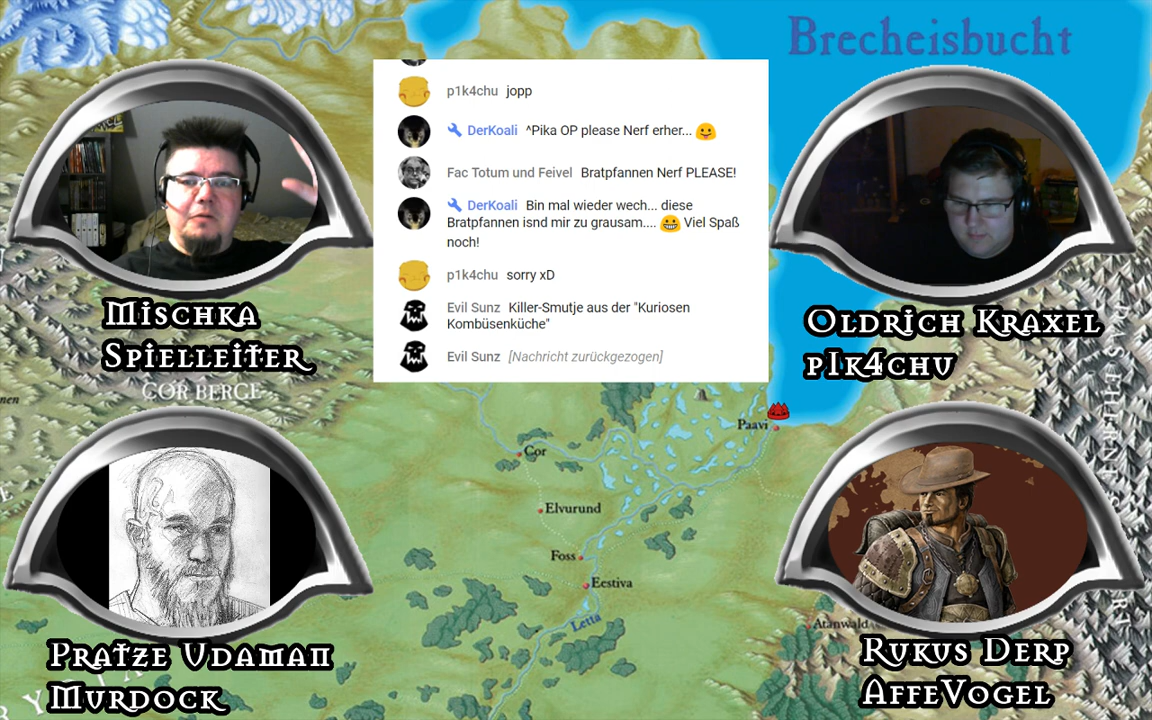 Brecheisbucht
p1k4chu jopp
DerKoali ^Pika OP please Nerf erher... 😛
Fac Totum und Feivel Bratpfannen Nerf PLEASE!
DerKoali Bin mal wieder wech... diese
Bratpfannen isnd mir zu grausam.... 😀 Viel Spaß
noch!
p1k4chu sorry xD
Evil Sunz Killer-Smutje aus der "Kuriosen
Kombüsenküche"
Evil Sunz [Nachricht zurückgezogen]
Mischka
Spielleiter
Oldrich Kraxel
p1k4chu
COR BERGE
Paavi
Cor
Elvurund
Foss
Eestiva
Letta
Atanwald
Pratze Udaman
Murdock
Rukus Derp
AffeVogel